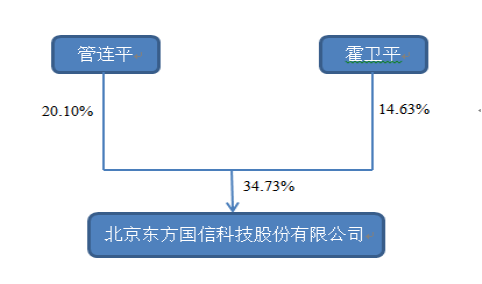 管连平
霍卫平
20.10%
14.63%
34.73%
北京东方国信科技股份有限公司